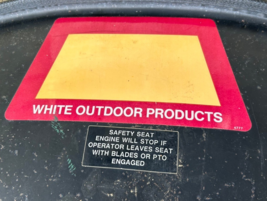 WHITE OUTDOOR PRODUCTS
SAFETY SEAT
ENGINE WILL STOP IF
OPERATOR LEAVES SEAT
WITH BLADES OR PTO
ENGAGED